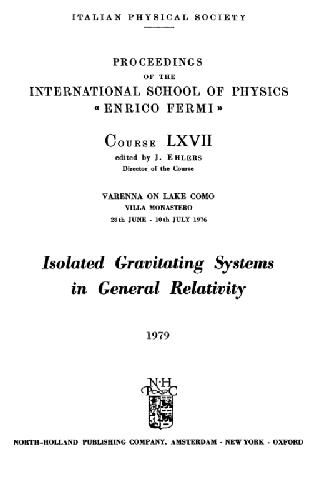 ITALIAN PHYSICAL SOCIETY
PROCEEDINGS
OF THE
INTERNATIONAL SCHOOL OF PHYSICS
« ENRICO FERMI »
COURSE LXVII
edited by J. EHLERS
Director of the Course
VARENNA ON LAKE COMO
VILLA MONASTERO
28th JUNE - 10th JULY 1976
Isolated Gravitating Systems
in General Relativity
1979
N·H
P C
NORTH-HOLLAND PUBLISHING COMPANY, AMSTERDAM - NEW YORK - OXFORD